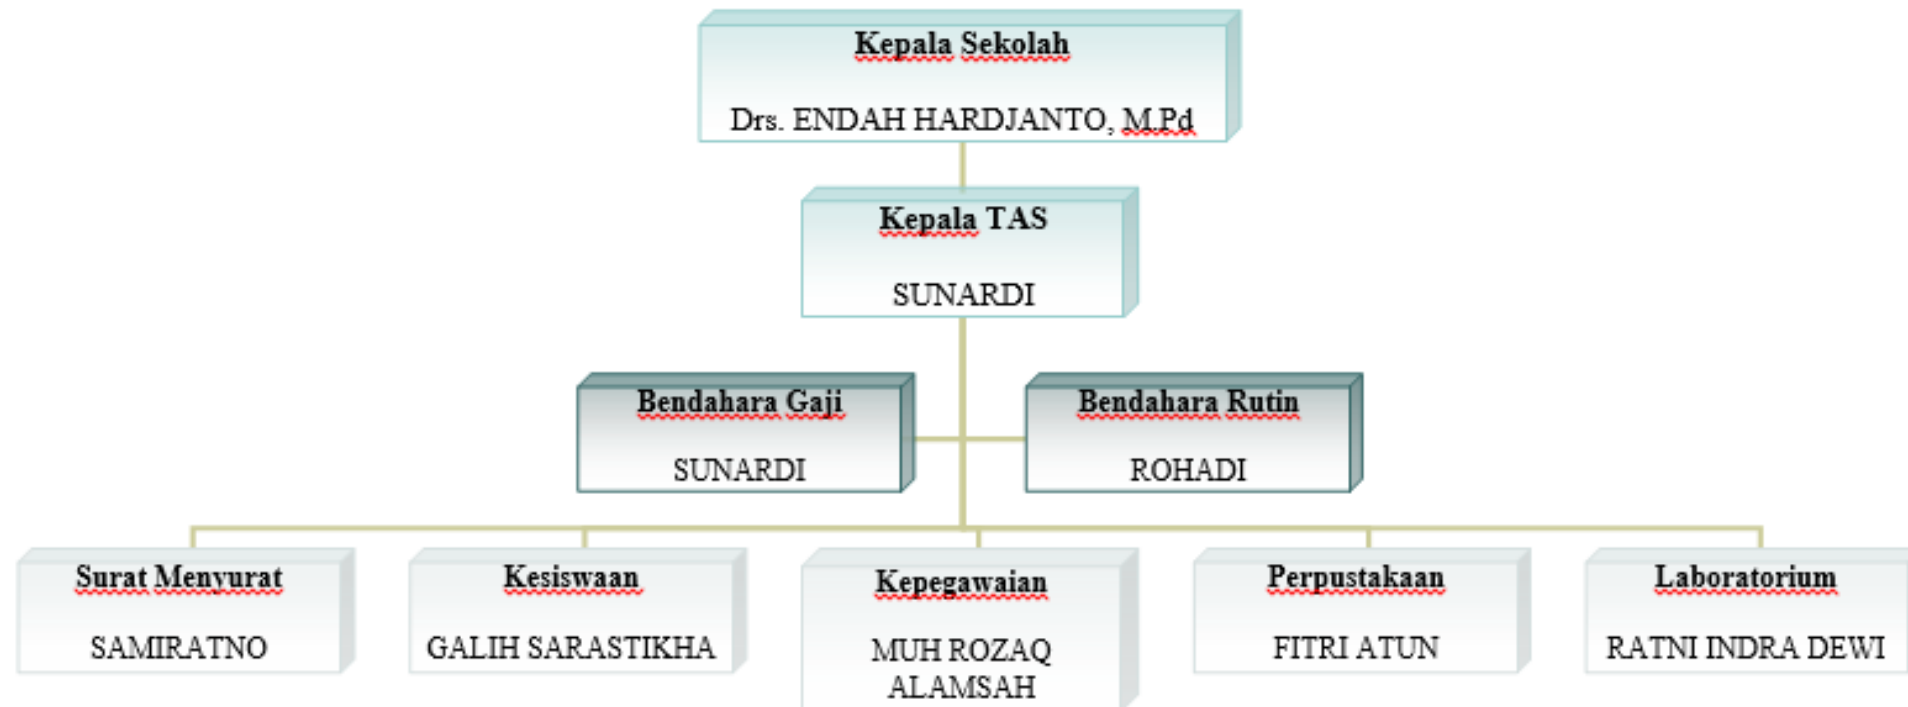 Kepala Sekolah
Drs. ENDAH HARDJANTO, M.Pd
Kepala TAS
SUNARDI
Bendahara Gaji
SUNARDI
Bendahara Rutin
ROHADI
Surat Menyurat
SAMIRATNO
Kesiswaan
GALIH SARASTIKHA
Kepegawaian
MUH ROZAQ
ALAMSAH
Perpustakaan
FITRI ATUN
Laboratorium
RATNI INDRA DEWI